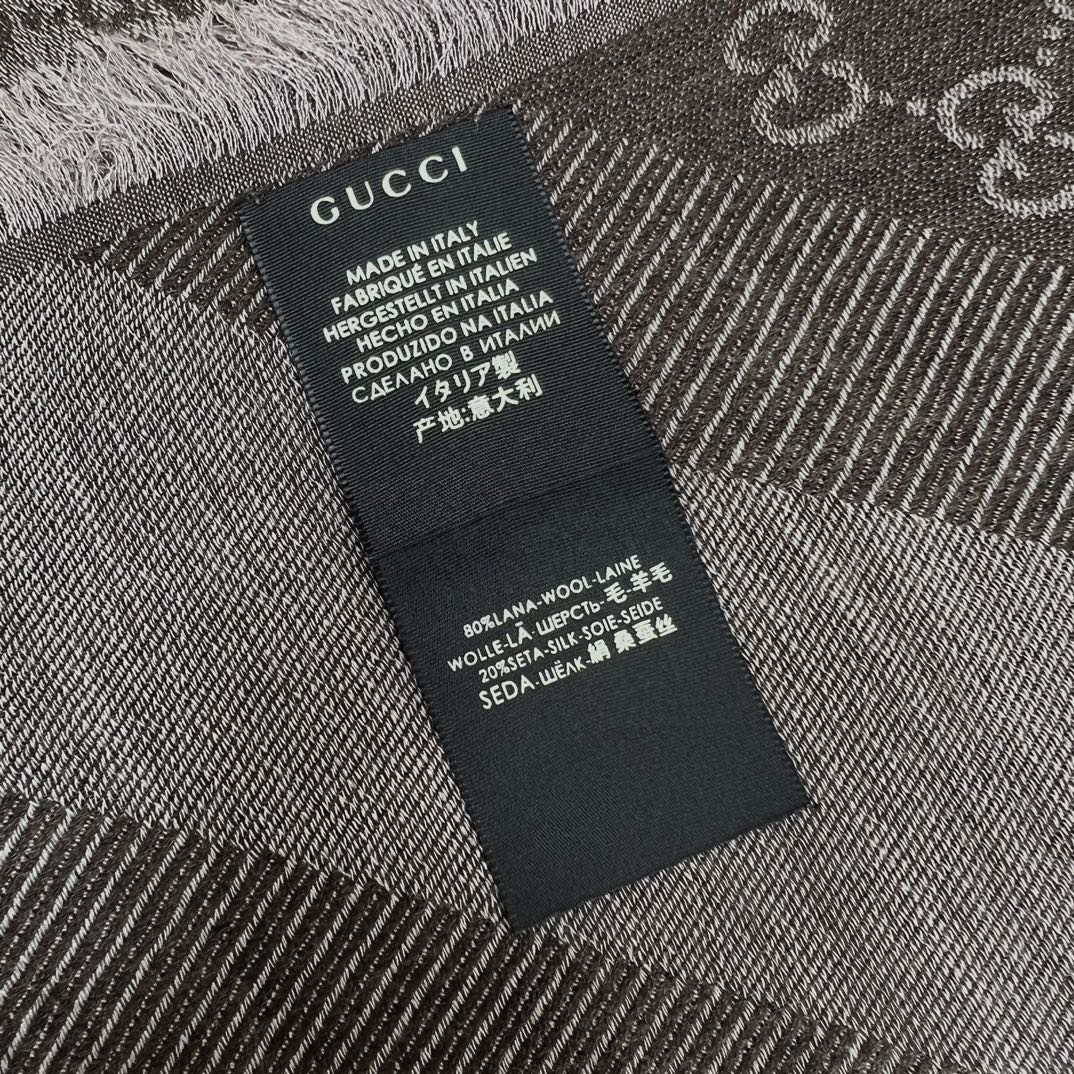 GUCCI
MADE IN ITALY
FABRIQUÉ EN ITALIE
HERGESTELLT IN ITALIEN
HECHO EN ITALIA
PRODUZIDO NA ITALIA
СДЕЛАНО В ИТАЛИИ
イタリア製
产地:意大利
80%LANA-WOOL-LAINE
WOLLE-LÃ-ШЕРСТЬ-毛-羊毛
20%SETA-SILK-SOIE-SEIDE
SEDA-ШЁЛК-絹 桑蚕丝